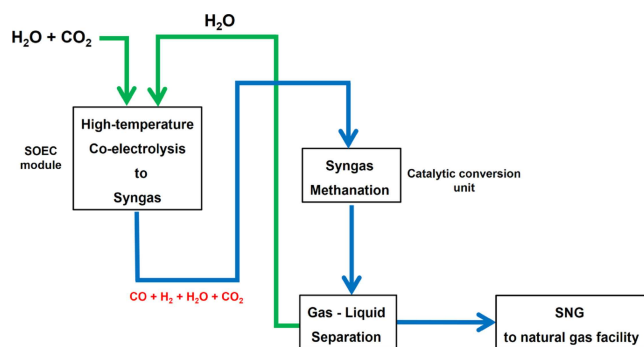 H₂O
H₂O + CO₂
High-temperature
Co-electrolysis
to
Syngas
SOEC
module
Syngas
Methanation
Catalytic conversion
unit
CO + H₂ + H₂O + CO₂
Gas - Liquid
Separation
SNG
to natural gas facility